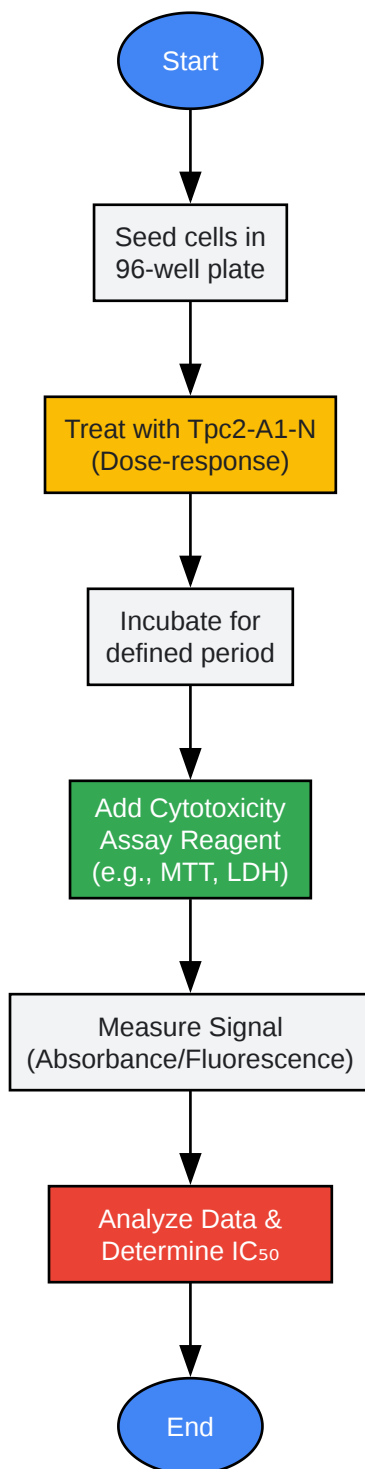 Start
Seed cells in
96-well plate
Treat with Tpc2-A1-N
(Dose-response)
Incubate for
defined period
Add Cytotoxicity
Assay Reagent
(e.g., MTT, LDH)
Measure Signal
(Absorbance/Fluorescence)
Analyze Data &
Determine IC₅₀
End